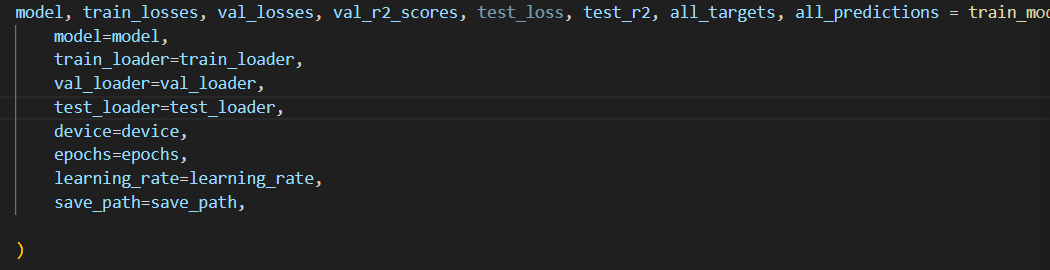 model, train_losses, val_losses, val_r2_scores, test_loss, test_r2, all_targets, all_predictions = train_mod
    model=model,
    train_loader=train_loader,
    val_loader=val_loader,
    test_loader=test_loader,
    device=device,
    epochs=epochs,
    learning_rate=learning_rate,
    save_path=save_path,
)